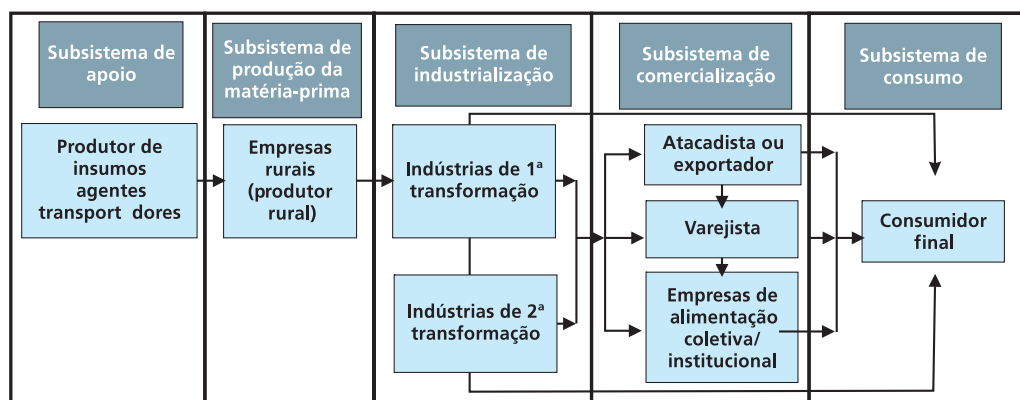 Subsistema de
apoio
Subsistema de
produção da
matéria-prima
Subsistema de
industrialização
Subsistema de
comercialização
Subsistema de
consumo
Produtor de
insumos
agentes
transport dores
Empresas
rurais
(produtor
rural)
Indústrias de 1ª
transformação
Indústrias de 2ª
transformação
Atacadista ou
exportador
Varejista
Empresas de
alimentação
coletiva/
institucional
Consumidor
final